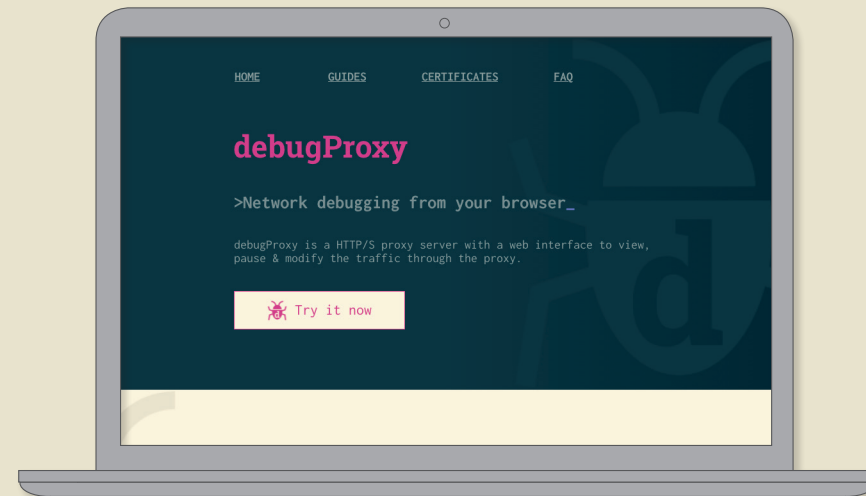 HOME GUIDES CERTIFICATES FAQ
debugProxy
>Network debugging from your browser_
debugProxy is a HTTP/S proxy server with a web interface to view,
pause & modify the traffic through the proxy.
d Try it now
d